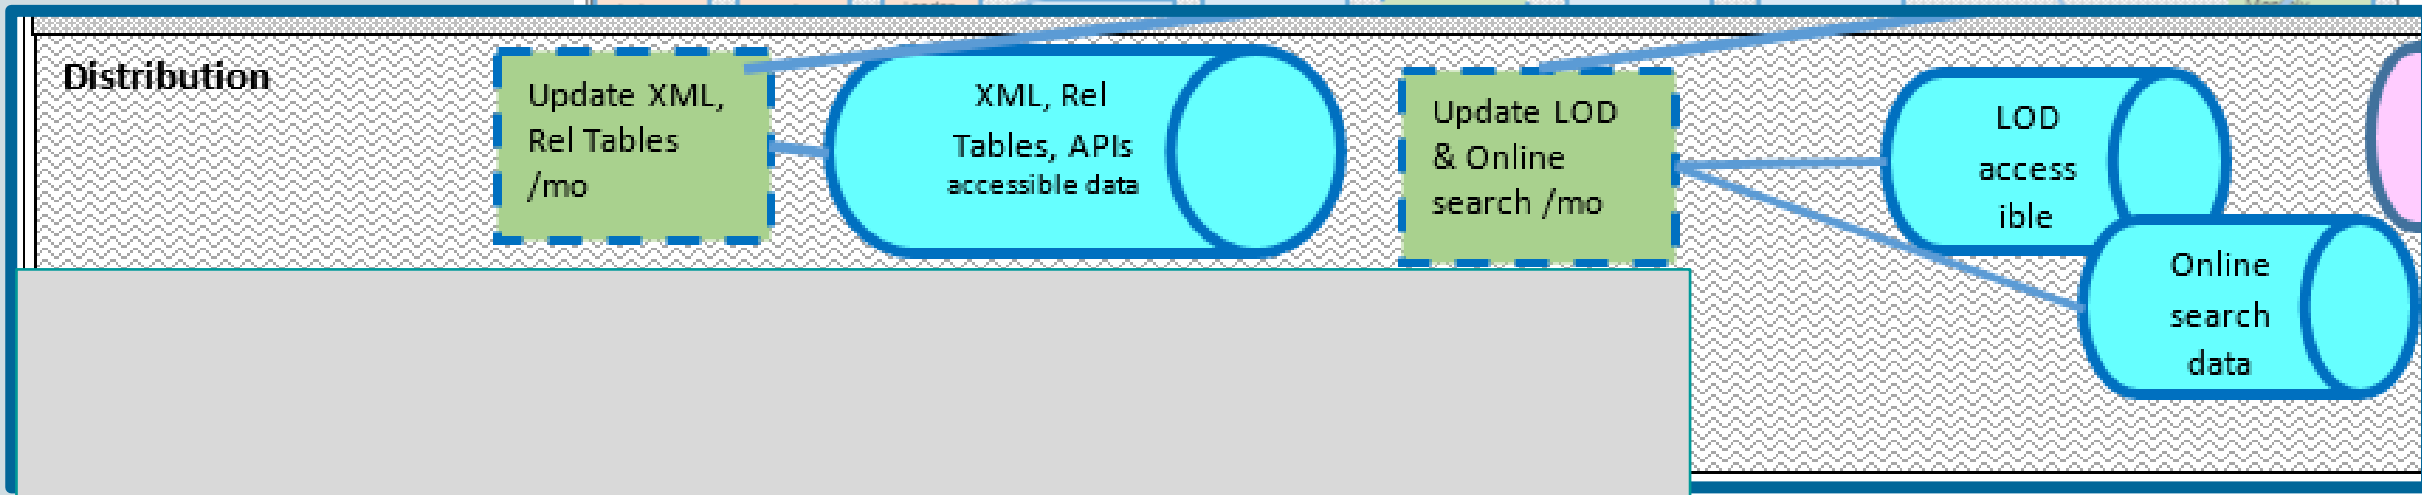 Distribution
Update XML,
Rel Tables
/mo
XML, Rel
Tables, APIs
accessible data
Update LOD
& Online
search /mo
LOD
access
ible
Online
search
data